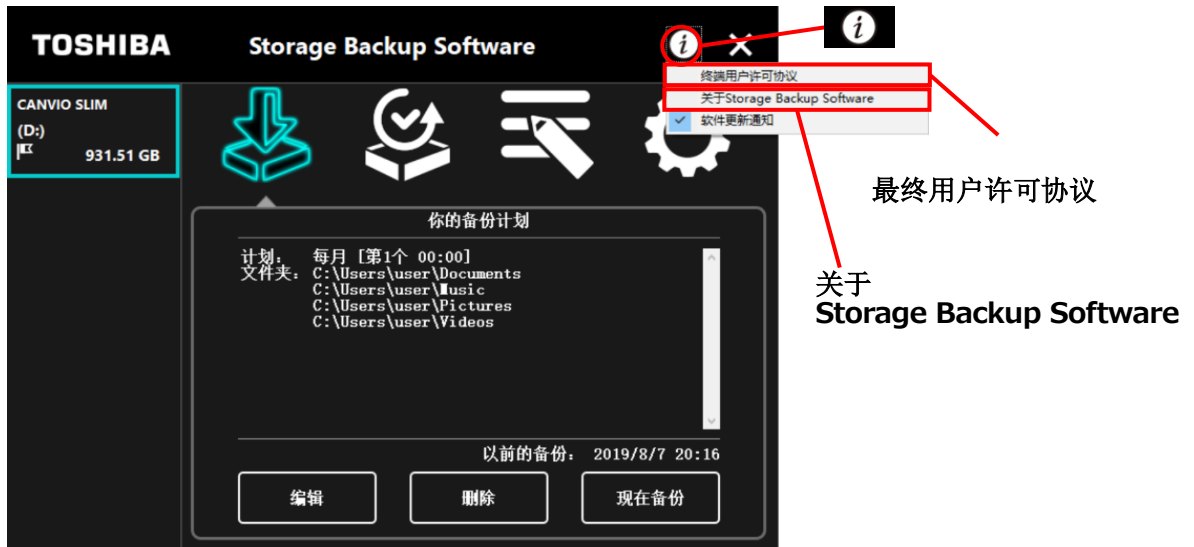 TOSHIBA
Storage Backup Software
i
i
终端用户许可协议
关于Storage Backup Software
软件更新通知
CANVIO SLIM
(D:)
931.51 GB
最终用户许可协议
你的备份计划
计划: 每月 [第1个 00:00]
文件夹: C:\Users\user\Documents
C:\Users\user\Music
C:\Users\user\Pictures
C:\Users\user\Videos
关于
Storage Backup Software
以前的备份: 2019/8/7 20:16
编辑
删除
现在备份